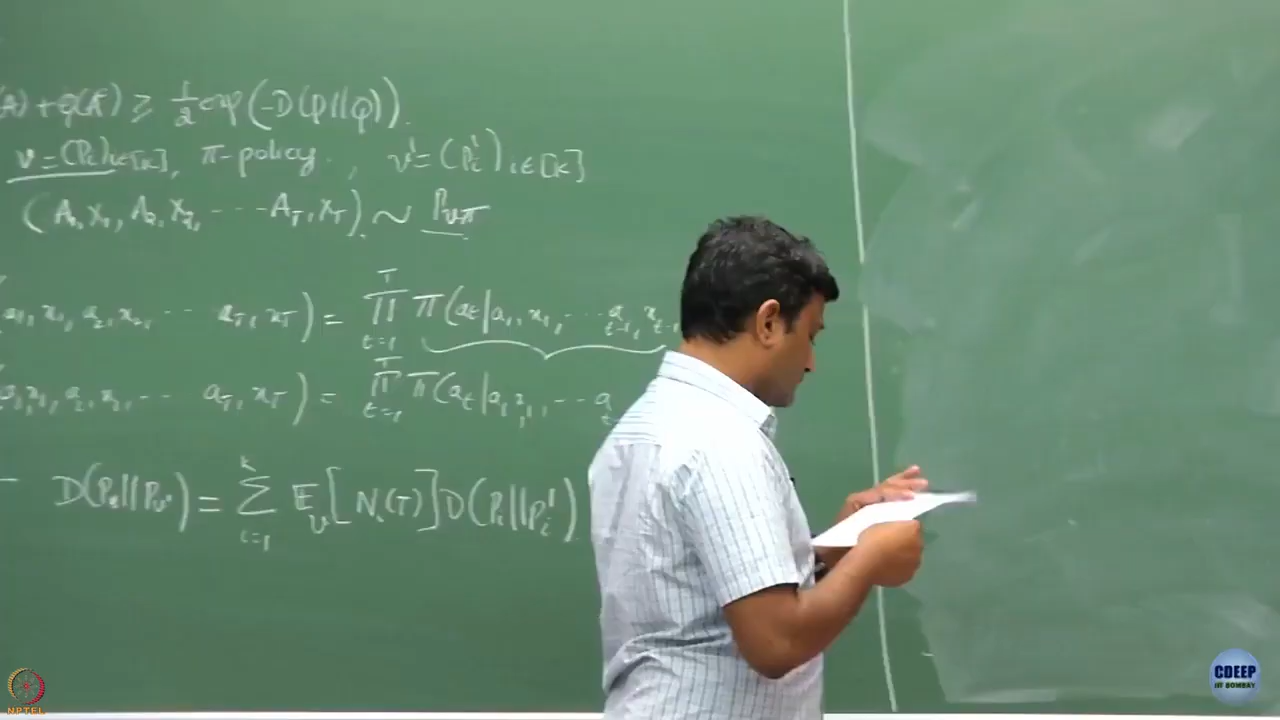 (A) + Q(A^c) ≥ 1/2 exp(-D(P||Q)).
ν = (P_i)_{i∈[K]}, π-policy, ν' = (P'_i)_{i∈[K]}
(A_1, X_1, A_2, X_2, ... A_T, X_T) ~ P_{νπ}
a_1, x_1, a_2, x_2, ... a_T, x_T) = ∏_{t=1}^{T} π(a_t|a_1, x_1, ... a_{t-1}, x_{t-1}
a_1, x_1, a_2, x_2, ... a_T, x_T) = ∏_{t=1}^{T} π(a_t|a_1, x_1, ... a
D(P_ν||P_ν') = Σ_{i=1}^{K} E_ν[N_i(T)] D(P_i||P'_i).
NPTEL
CDEEP
IIT BOMBAY